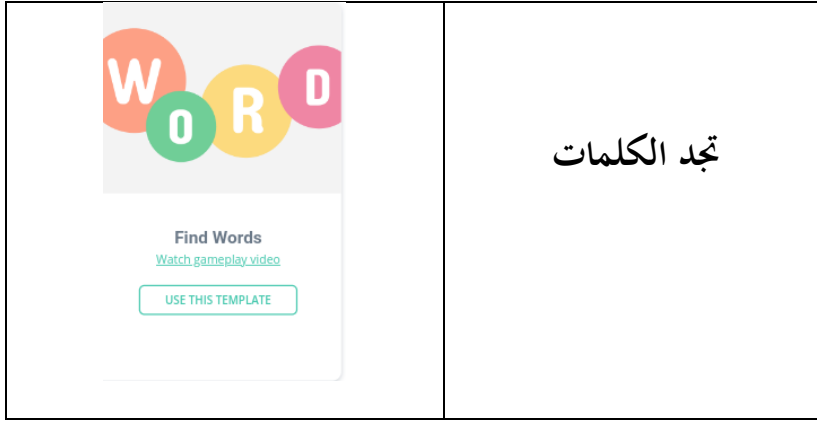 WORD
Find Words
Watch gameplay video
USE THIS TEMPLATE
تجد الكلمات